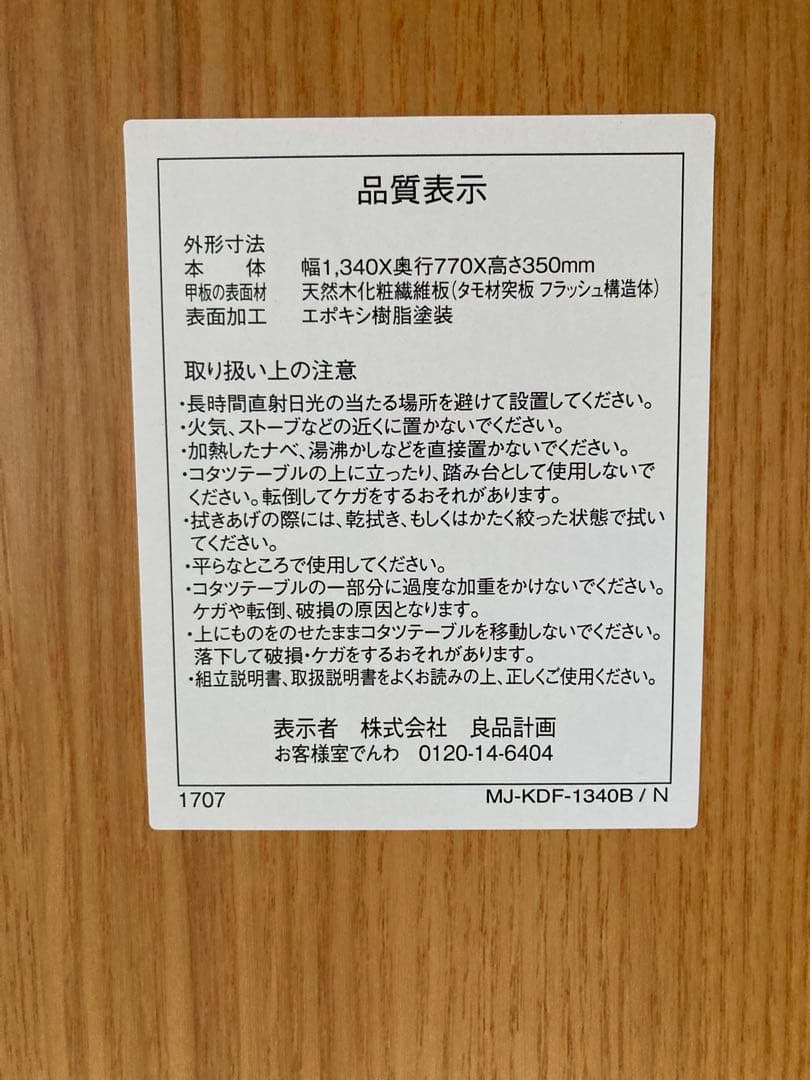 品質表示
外形寸法
本　　体　幅1,340X奥行770X高さ350mm
甲板の表面材　天然木化粧繊維板(タモ材突板 フラッシュ構造体)
表面加工　エポキシ樹脂塗装
取り扱い上の注意
・長時間直射日光の当たる場所を避けて設置してください。
・火気、ストーブなどの近くに置かないでください。
・加熱したナベ、湯沸かしなどを直接置かないでください。
・コタツテーブルの上に立ったり、踏み台として使用しないで
ください。転倒してケガをするおそれがあります。
・拭きあげの際には、乾拭き、もしくはかたく絞った状態で拭い
てください。
・平らなところで使用してください。
・コタツテーブルの一部分に過度な加重をかけないでください。
ケガや転倒、破損の原因となります。
・上にものをのせたままコタツテーブルを移動しないでください。
落下して破損・ケガをするおそれがあります。
・組立説明書、取扱説明書をよくお読みの上、正しくご使用ください。
表示者　株式会社　良品計画
お客様室でんわ　0120-14-6404
1707　MJ-KDF-1340B / N